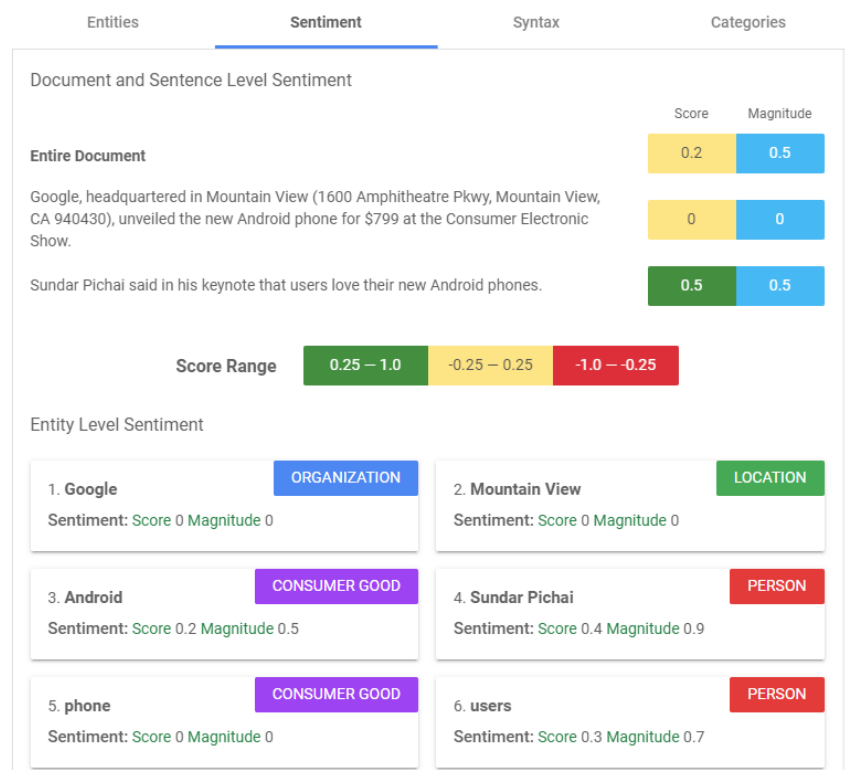 Entities Sentiment Syntax Categories
Document and Sentence Level Sentiment
Score Magnitude
Entire Document 0.2 0.5
Google, headquartered in Mountain View (1600 Amphitheatre Pkwy, Mountain View,
CA 940430), unveiled the new Android phone for $799 at the Consumer Electronic
Show.
0 0
Sundar Pichai said in his keynote that users love their new Android phones. 0.5 0.5
Score Range 0.25 — 1.0 -0.25 — 0.25 -1.0 — -0.25
Entity Level Sentiment
1. Google ORGANIZATION
Sentiment: Score 0 Magnitude 0
2. Mountain View LOCATION
Sentiment: Score 0 Magnitude 0
3. Android CONSUMER GOOD
Sentiment: Score 0.2 Magnitude 0.5
4. Sundar Pichai PERSON
Sentiment: Score 0.4 Magnitude 0.9
5. phone CONSUMER GOOD
Sentiment: Score 0 Magnitude 0
6. users PERSON
Sentiment: Score 0.3 Magnitude 0.7